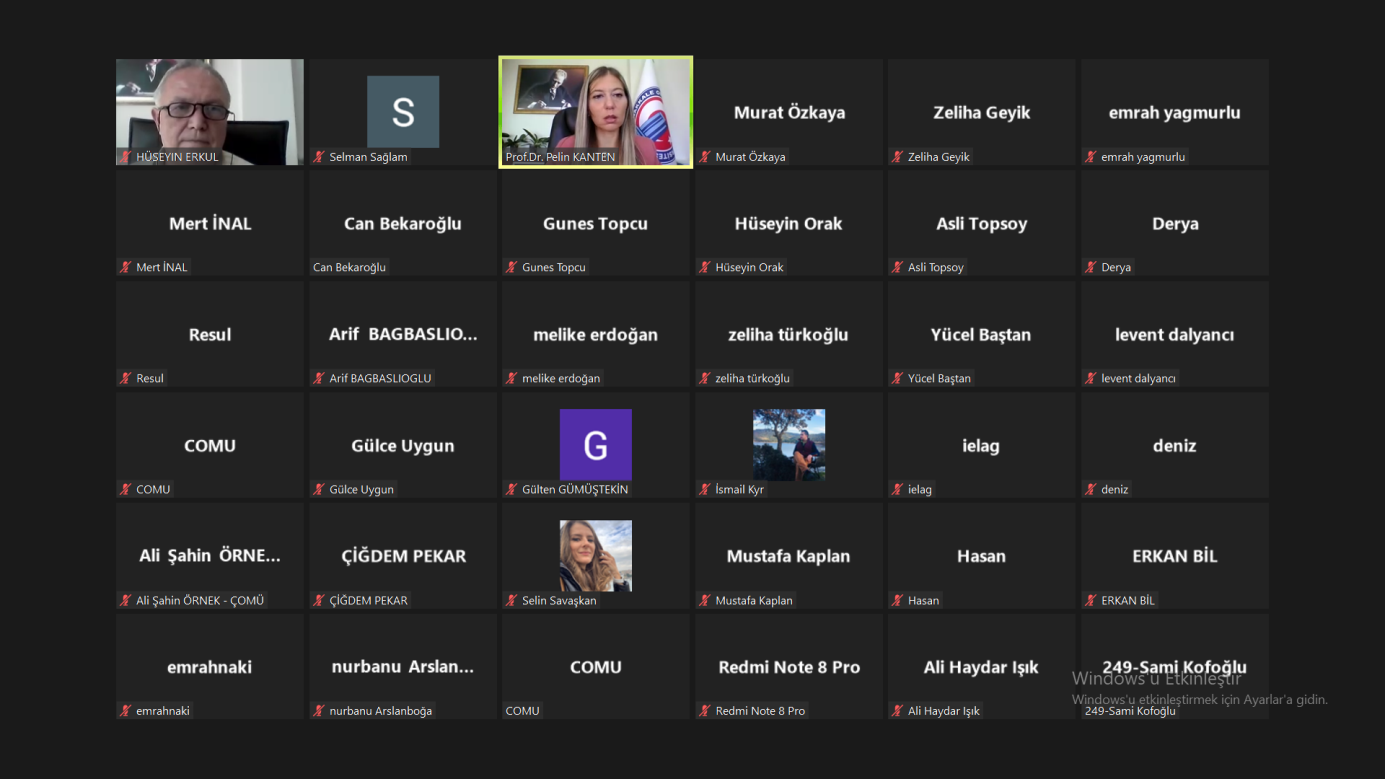 HÜSEYIN ERKUL
S
Selman Sağlam
Prof.Dr. Pelin KANTEN
Murat Özkaya
Murat Özkaya
Zeliha Geyik
Zeliha Geyik
emrah yagmurlu
emrah yagmurlu
Mert İNAL
Mert İNAL
Can Bekaroğlu
Can Bekaroğlu
Gunes Topcu
Gunes Topcu
Hüseyin Orak
Hüseyin Orak
Asli Topsoy
Asli Topsoy
Derya
Derya
Resul
Resul
Arif BAGBASLIO...
Arif BAGBASLIOGLU
melike erdoğan
melike erdoğan
zeliha türkoğlu
zeliha türkoğlu
Yücel Baştan
Yücel Baştan
levent dalyancı
levent dalyancı
COMU
COMU
Gülce Uygun
Gülce Uygun
G
Gülten GÜMÜŞTEKİN
İsmail Kyr
ielag
ielag
deniz
deniz
Ali Şahin ÖRNE...
Ali Şahin ÖRNEK - ÇOMÜ
ÇİĞDEM PEKAR
ÇİĞDEM PEKAR
Selin Savaşkan
Mustafa Kaplan
Mustafa Kaplan
Hasan
Hasan
ERKAN BİL
ERKAN BİL
emrahnaki
emrahnaki
nurbanu Arslan...
nurbanu Arslanboğa
COMU
COMU
Redmi Note 8 Pro
Redmi Note 8 Pro
Ali Haydar Işık
Ali Haydar Işık
249-Sami Kofoğlu
249-Sami Kofoğlu
Windows'u Etkinleştir
Windows'u etkinleştirmek için Ayarlar'a gidin.